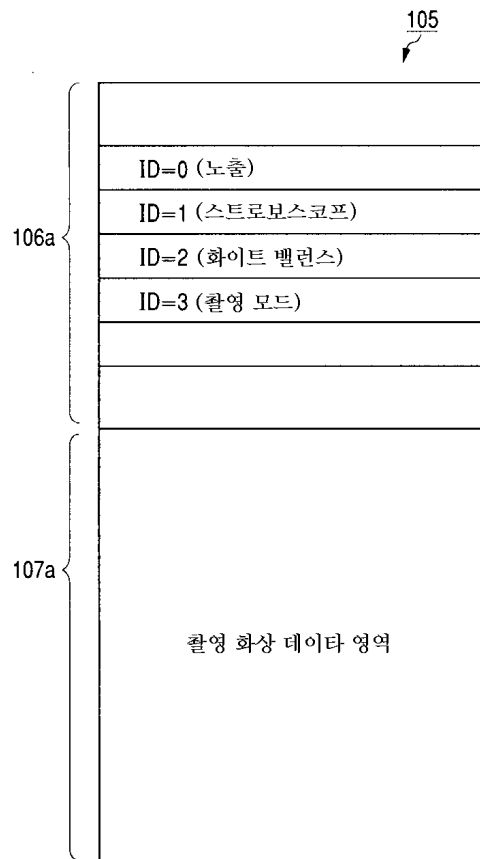 105
ID=0 (노출)
ID=1 (스트로보스코프)
106a
ID=2 (화이트 밸런스)
ID=3 (촬영 모드)
107a
촬영 화상 데이타 영역